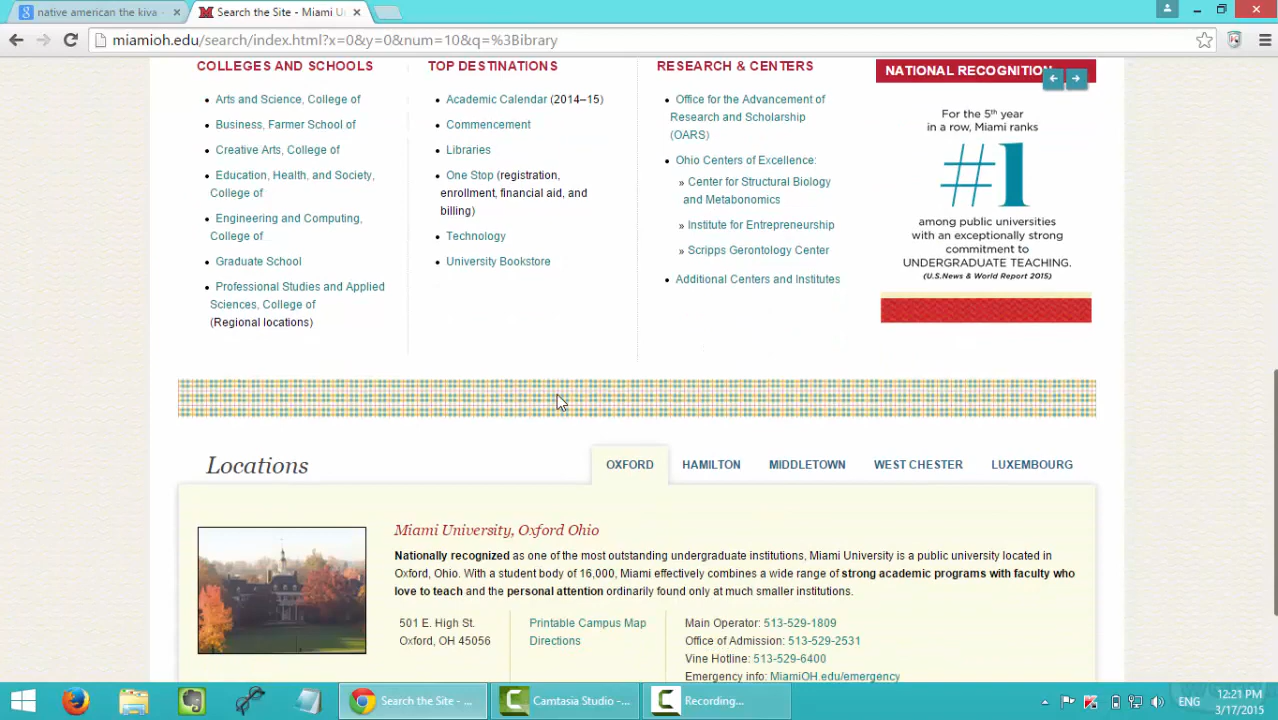 native american the kiva
Search the Site - Miami U
miamioh.edu/search/index.html?x=0&y=0&num=10&q=%3Bibrary
COLLEGES AND SCHOOLS
Arts and Science, College of
Business, Farmer School of
Creative Arts, College of
Education, Health, and Society,
College of
Engineering and Computing,
College of
Graduate School
Professional Studies and Applied
Sciences, College of
(Regional locations)
TOP DESTINATIONS
Academic Calendar (2014–15)
Commencement
Libraries
One Stop (registration,
enrollment, financial aid, and
billing)
Technology
University Bookstore
RESEARCH & CENTERS
Office for the Advancement of
Research and Scholarship
(OARS)
Ohio Centers of Excellence:
» Center for Structural Biology
and Metabonomics
» Institute for Entrepreneurship
» Scripps Gerontology Center
Additional Centers and Institutes
NATIONAL RECOGNITION
For the 5th year
in a row, Miami ranks
#1
among public universities
with an exceptionally strong
commitment to
UNDERGRADUATE TEACHING.
(U.S.News & World Report 2015)
Locations
OXFORD HAMILTON MIDDLETOWN WEST CHESTER LUXEMBOURG
Miami University, Oxford Ohio
Nationally recognized as one of the most outstanding undergraduate institutions, Miami University is a public university located in
Oxford, Ohio. With a student body of 16,000, Miami effectively combines a wide range of strong academic programs with faculty who
love to teach and the personal attention ordinarily found only at much smaller institutions.
501 E. High St.
Oxford, OH 45056
Printable Campus Map
Directions
Main Operator: 513-529-1809
Office of Admission: 513-529-2531
Vine Hotline: 513-529-6400
Emergency info: MiamiOH.edu/emergency
Search the Site - ...
Camtasia Studio -...
Recording...
ENG
12:21 PM
3/17/2015